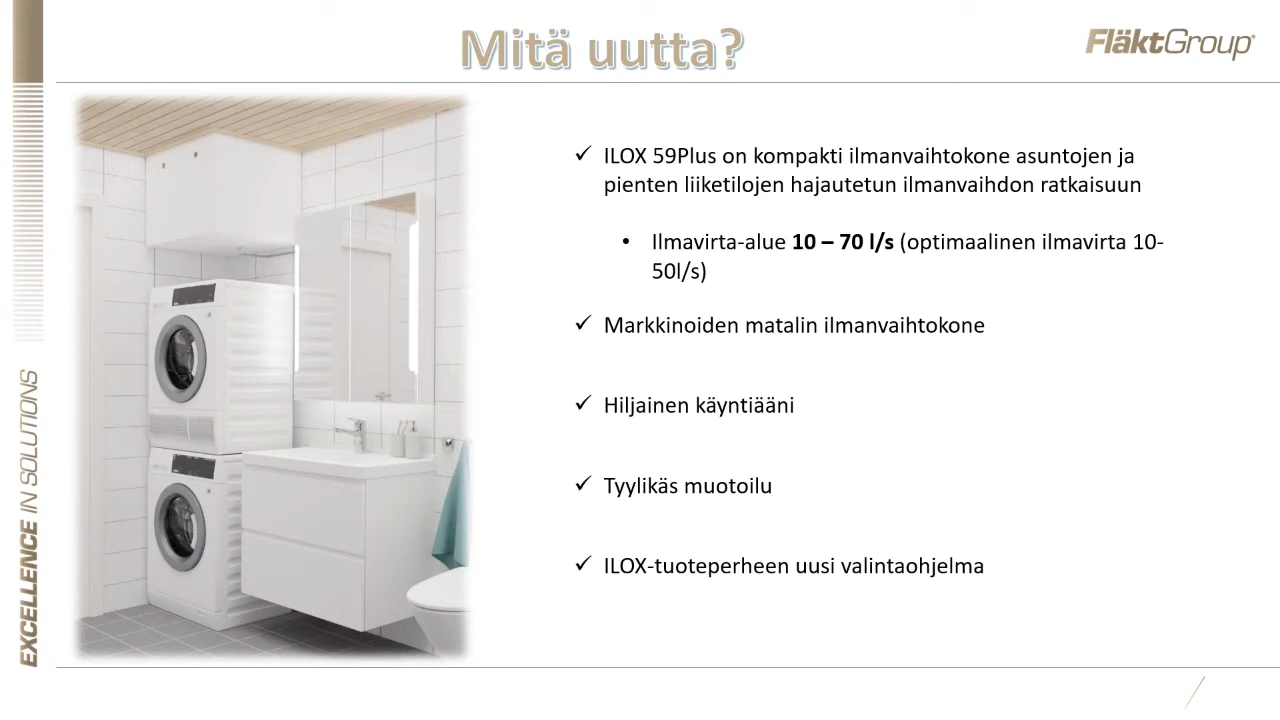 Mitä uutta?
FläktGroup®
✓ ILOX 59Plus on kompakti ilmanvaihtokone asuntojen ja
pienten liiketilojen hajautetun ilmanvaihdon ratkaisuun
• Ilmavirta-alue 10 – 70 l/s (optimaalinen ilmavirta 10-
50l/s)
✓ Markkinoiden matalin ilmanvaihtokone
✓ Hiljainen käyntiääni
✓ Tyylikäs muotoilu
✓ ILOX-tuoteperheen uusi valintaohjelma
EXCELLENCE IN SOLUTIONS